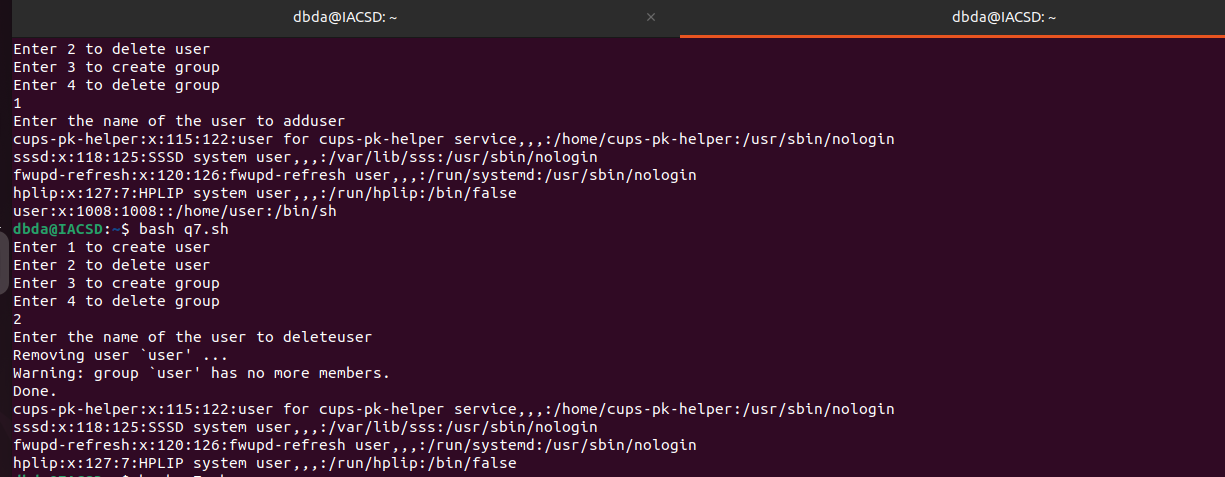 dbda@IACSD: ~ × dbda@IACSD: ~
Enter 2 to delete user
Enter 3 to create group
Enter 4 to delete group
1
Enter the name of the user to adduser
cups-pk-helper:x:115:122:user for cups-pk-helper service,,,:/home/cups-pk-helper:/usr/sbin/nologin
sssd:x:118:125:SSSD system user,,,:/var/lib/sss:/usr/sbin/nologin
fwupd-refresh:x:120:126:fwupd-refresh user,,,:/run/systemd:/usr/sbin/nologin
hplip:x:127:7:HPLIP system user,,,:/run/hplip:/bin/false
user:x:1008:1008::/home/user:/bin/sh
dbda@IACSD:~$ bash q7.sh
Enter 1 to create user
Enter 2 to delete user
Enter 3 to create group
Enter 4 to delete group
2
Enter the name of the user to deleteuser
Removing user `user' ...
Warning: group `user' has no more members.
Done.
cups-pk-helper:x:115:122:user for cups-pk-helper service,,,:/home/cups-pk-helper:/usr/sbin/nologin
sssd:x:118:125:SSSD system user,,,:/var/lib/sss:/usr/sbin/nologin
fwupd-refresh:x:120:126:fwupd-refresh user,,,:/run/systemd:/usr/sbin/nologin
hplip:x:127:7:HPLIP system user,,,:/run/hplip:/bin/false